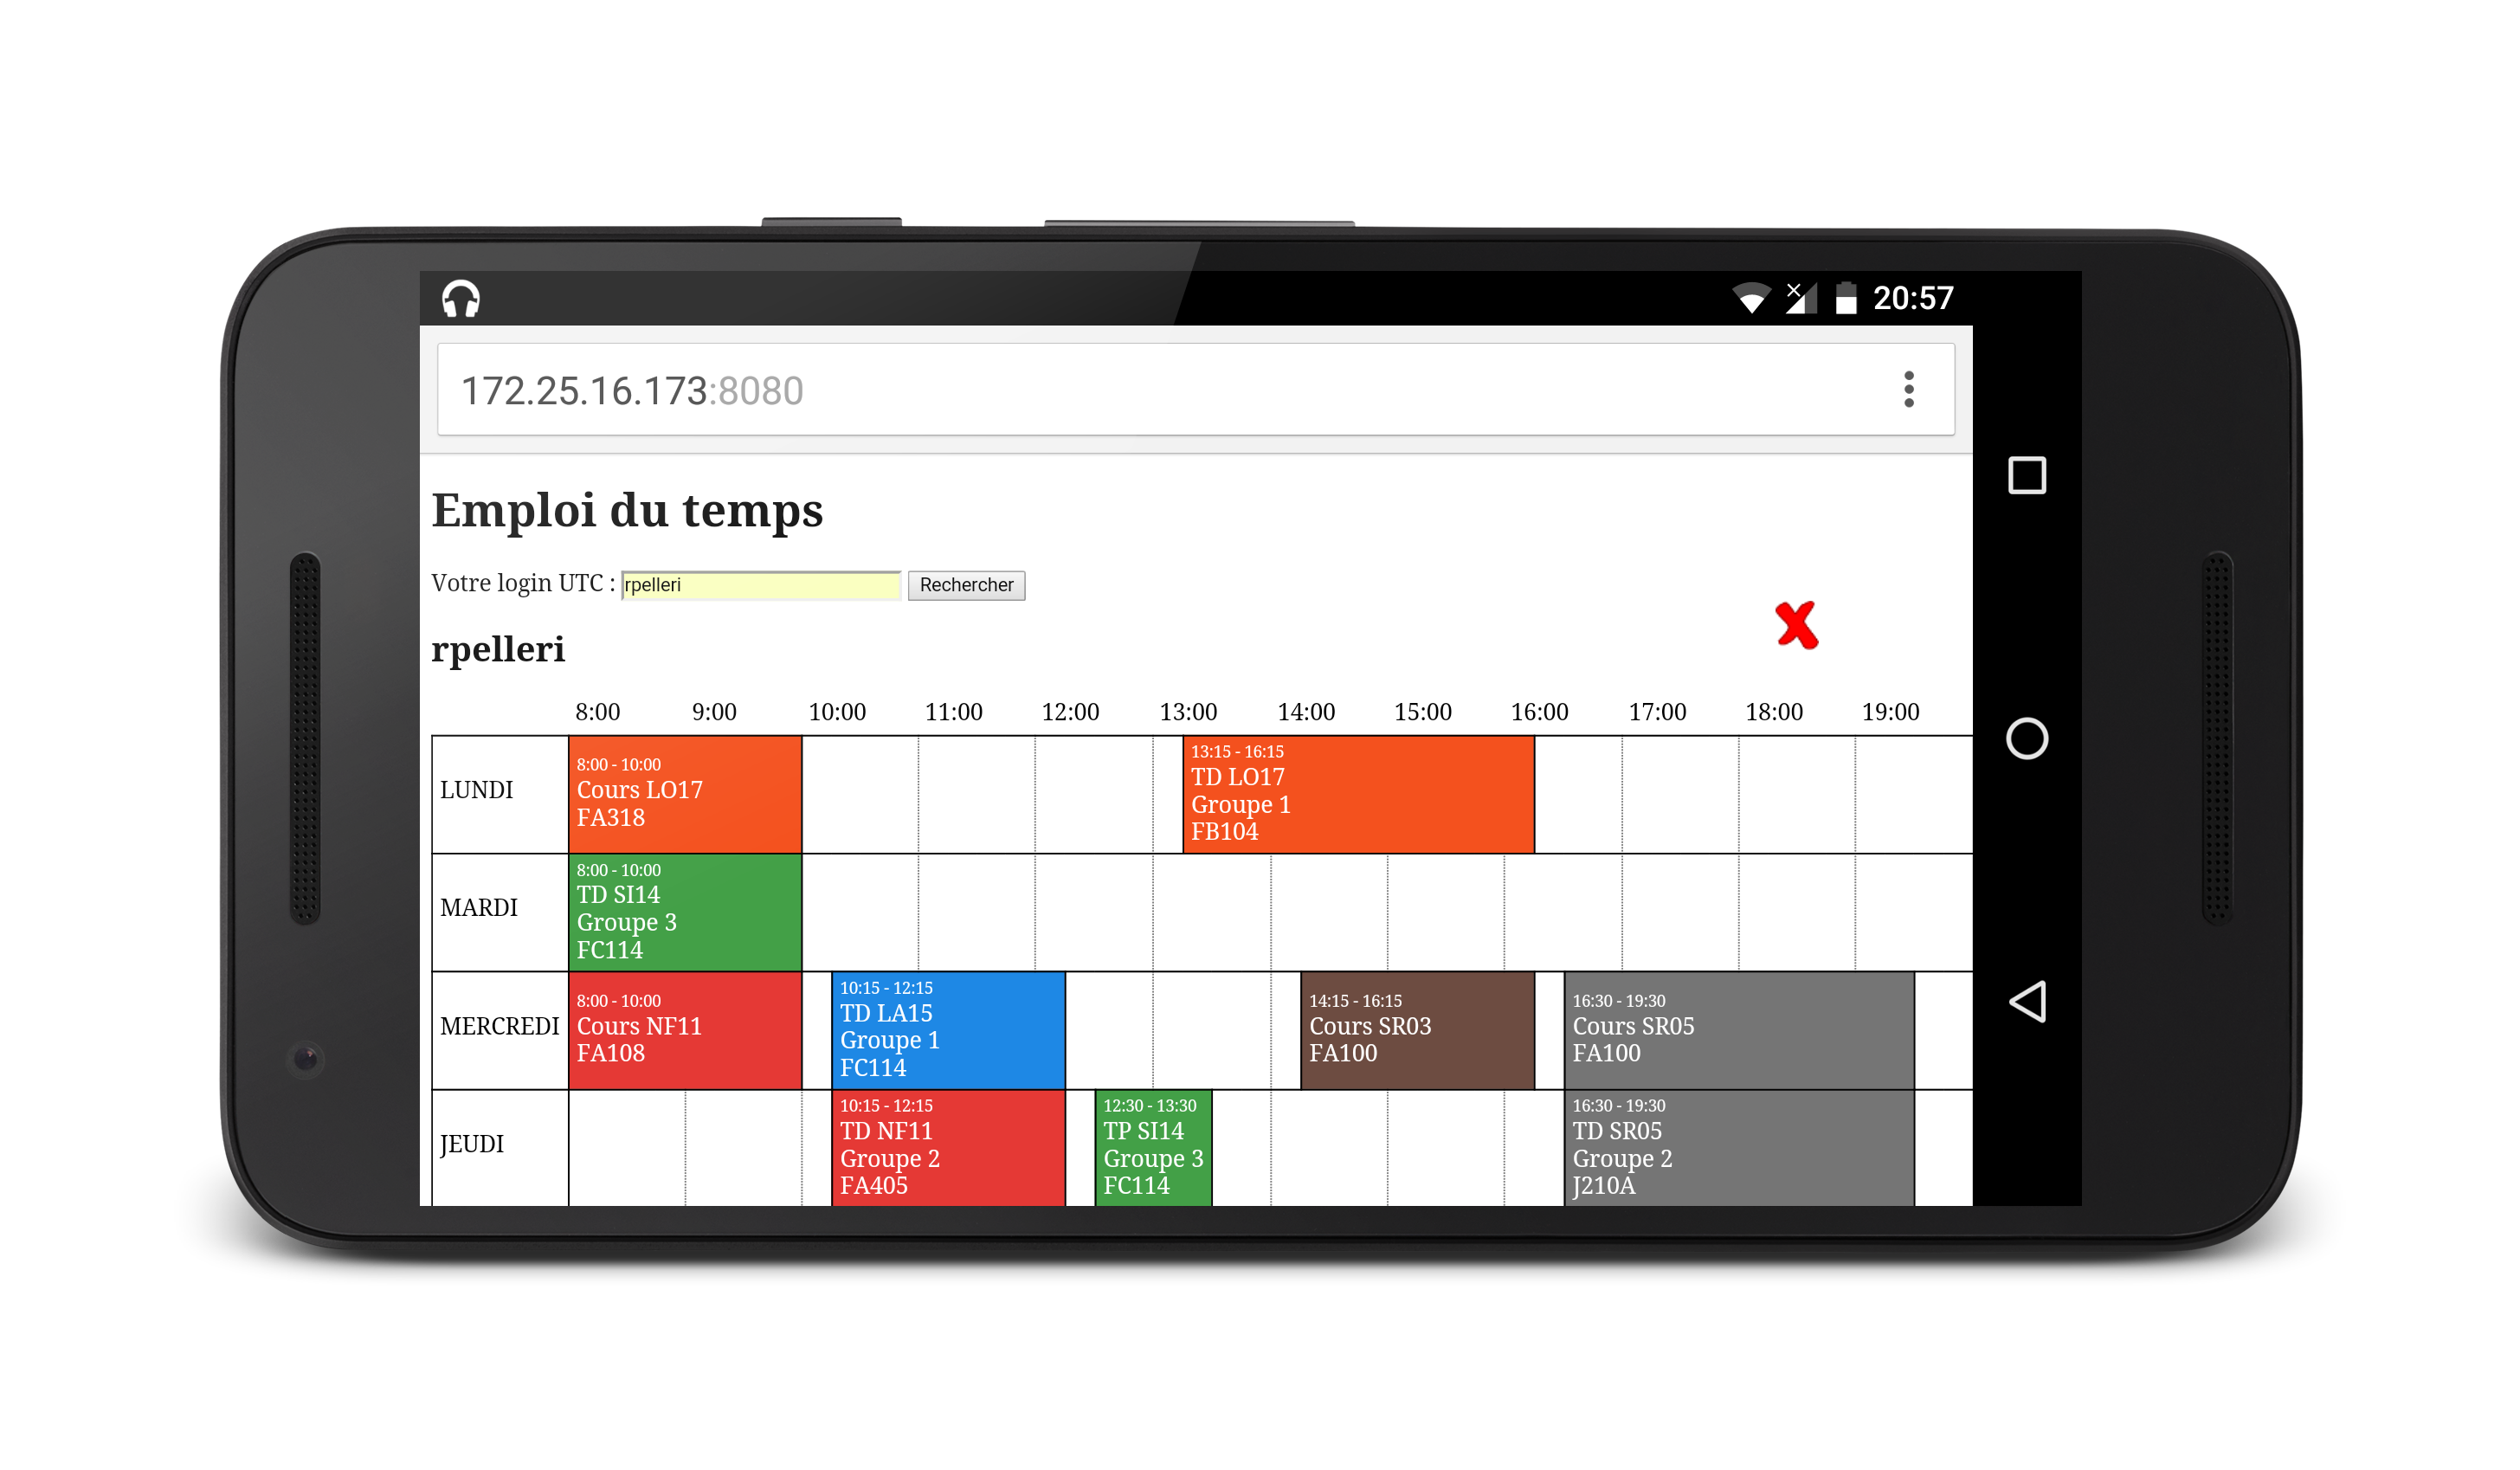 20:57
172.25.16.173:8080
Emploi du temps
Votre login UTC : rpelleri Rechercher
rpelleri
8:00 9:00 10:00 11:00 12:00 13:00 14:00 15:00 16:00 17:00 18:00 19:00
LUNDI
8:00 - 10:00
Cours LO17
FA318
13:15 - 16:15
TD LO17
Groupe 1
FB104
MARDI
8:00 - 10:00
TD SI14
Groupe 3
FC114
MERCREDI
8:00 - 10:00
Cours NF11
FA108
10:15 - 12:15
TD LA15
Groupe 1
FC114
14:15 - 16:15
Cours SR03
FA100
16:30 - 19:30
Cours SR05
FA100
JEUDI
10:15 - 12:15
TD NF11
Groupe 2
FA405
12:30 - 13:30
TP SI14
Groupe 3
FC114
16:30 - 19:30
TD SR05
Groupe 2
J210A